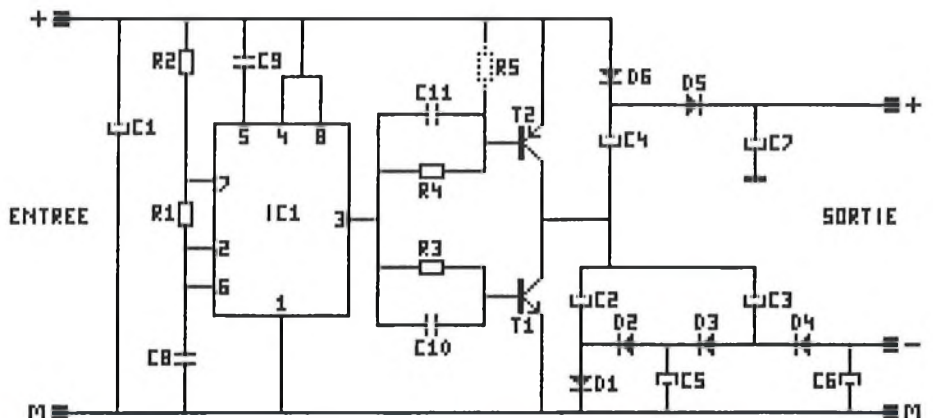 +
R2
C9
R5
D6
D5
+
C11
T2
C1
5
4
8
C4
C7
7
R4
ENTREE
R1
IC1
3
SORTIE
2
R3
6
1
C2
C3
T1
D2
D3
D4
-
C10
C8
D1
C5
C6
M
M